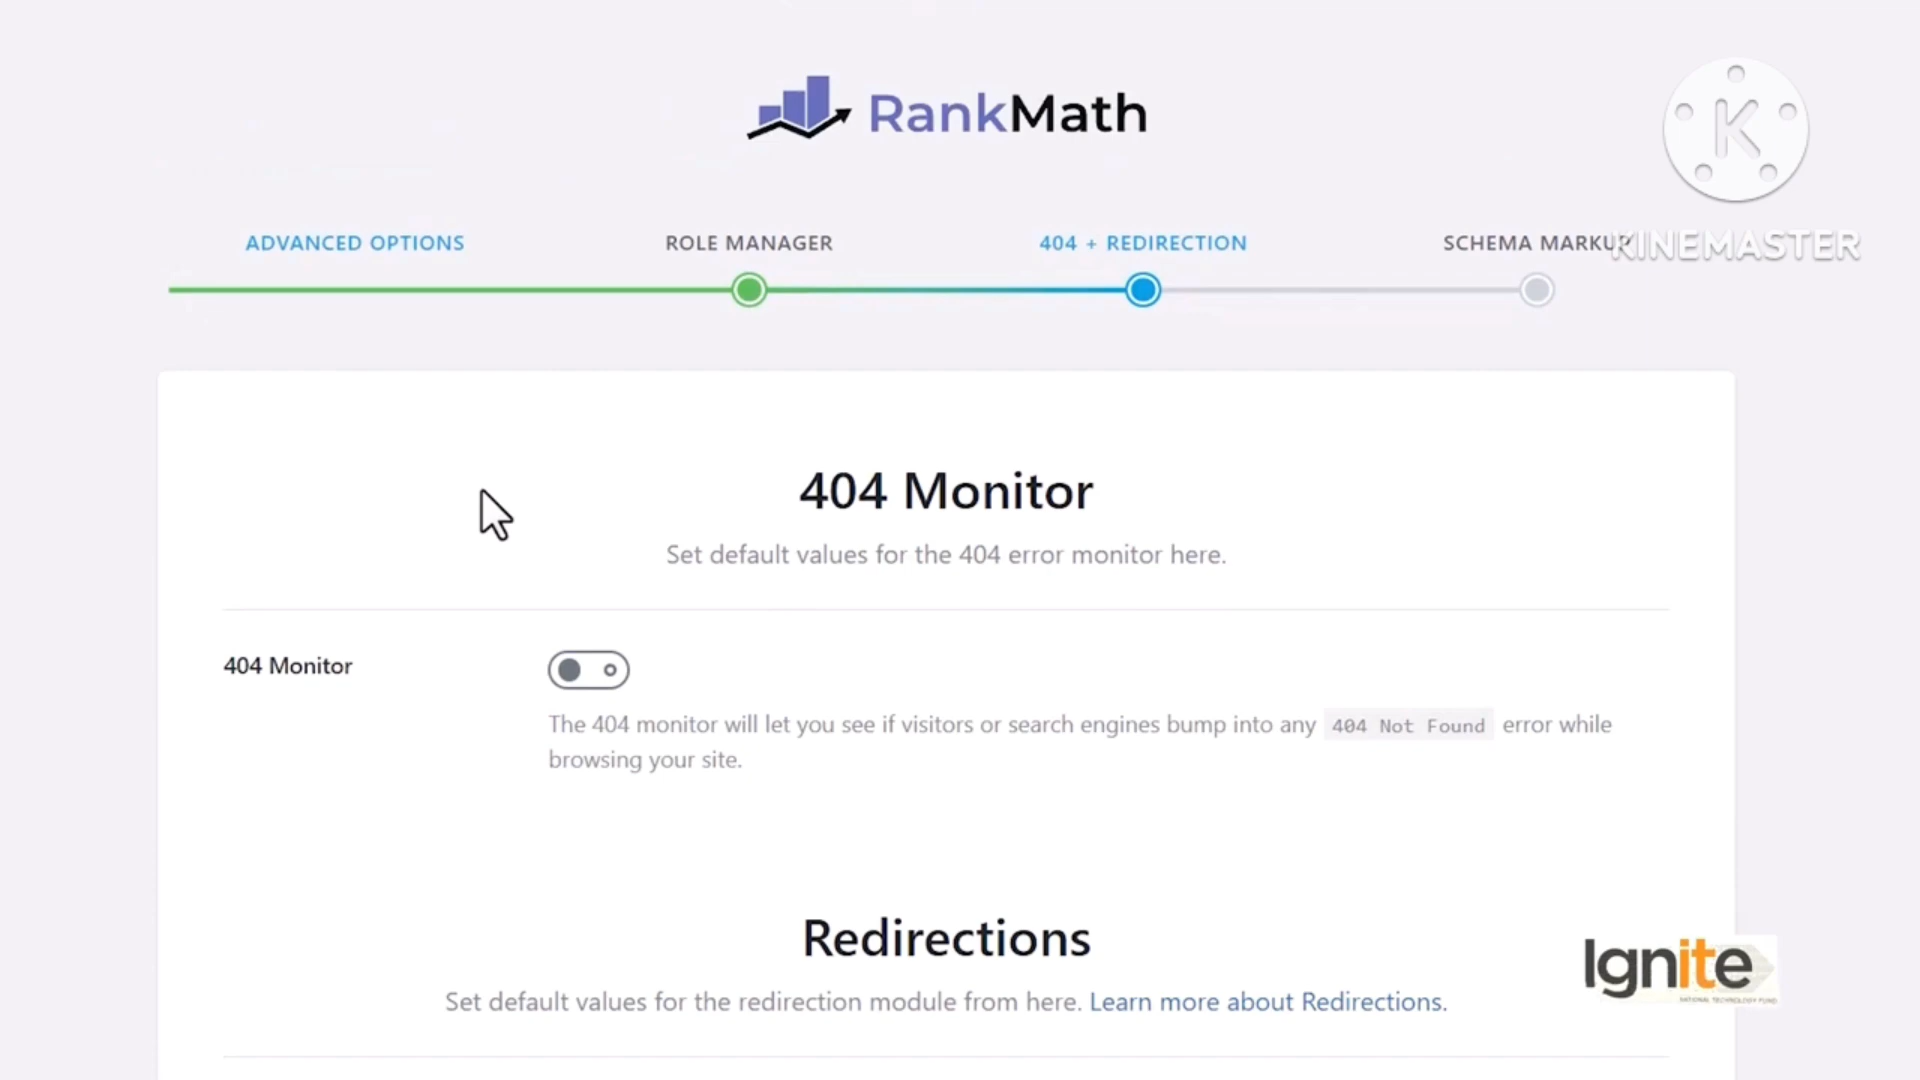 RankMath
K
KINEMASTER
ADVANCED OPTIONS
ROLE MANAGER
404 + REDIRECTION
SCHEMA MARKUP
404 Monitor
Set default values for the 404 error monitor here.
404 Monitor
The 404 monitor will let you see if visitors or search engines bump into any 404 Not Found error while
browsing your site.
Redirections
Set default values for the redirection module from here. Learn more about Redirections.
Ignite
NATIONAL TECHNOLOGY FUND